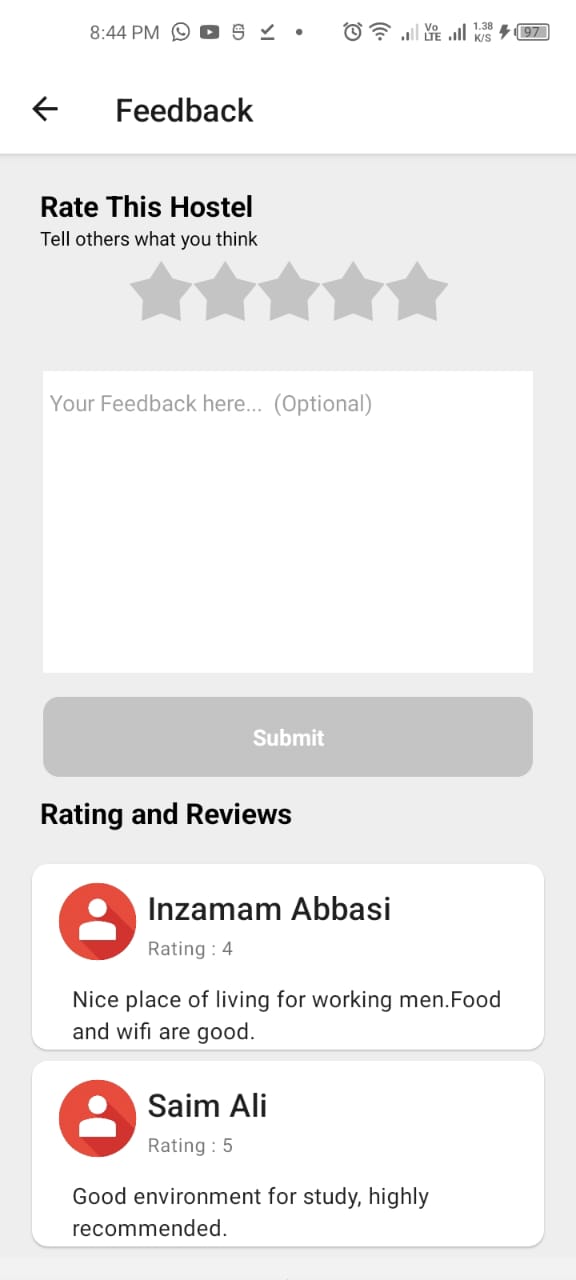 8:44 PM
Vo LTE 1.38 K/S 97
Feedback
Rate This Hostel
Tell others what you think
Your Feedback here... (Optional)
Submit
Rating and Reviews
Inzamam Abbasi
Rating : 4
Nice place of living for working men.Food
and wifi are good.
Saim Ali
Rating : 5
Good environment for study, highly
recommended.